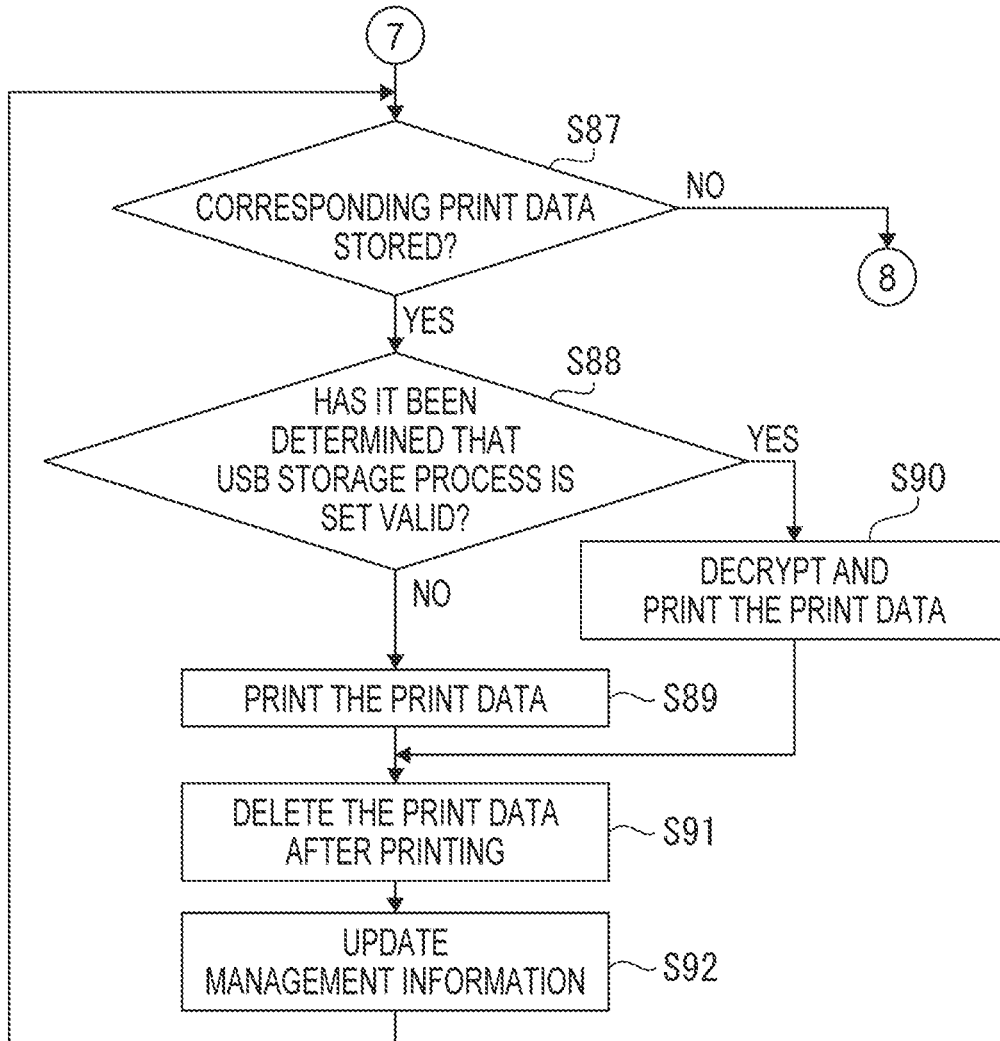 7
S87
CORRESPONDING PRINT DATA
STORED?
NO
8
YES
S88
HAS IT BEEN
DETERMINED THAT
USB STORAGE PROCESS IS
SET VALID?
YES
S90
DECRYPT AND
PRINT THE PRINT DATA
NO
PRINT THE PRINT DATA
S89
DELETE THE PRINT DATA
AFTER PRINTING
S91
UPDATE
MANAGEMENT INFORMATION
S92